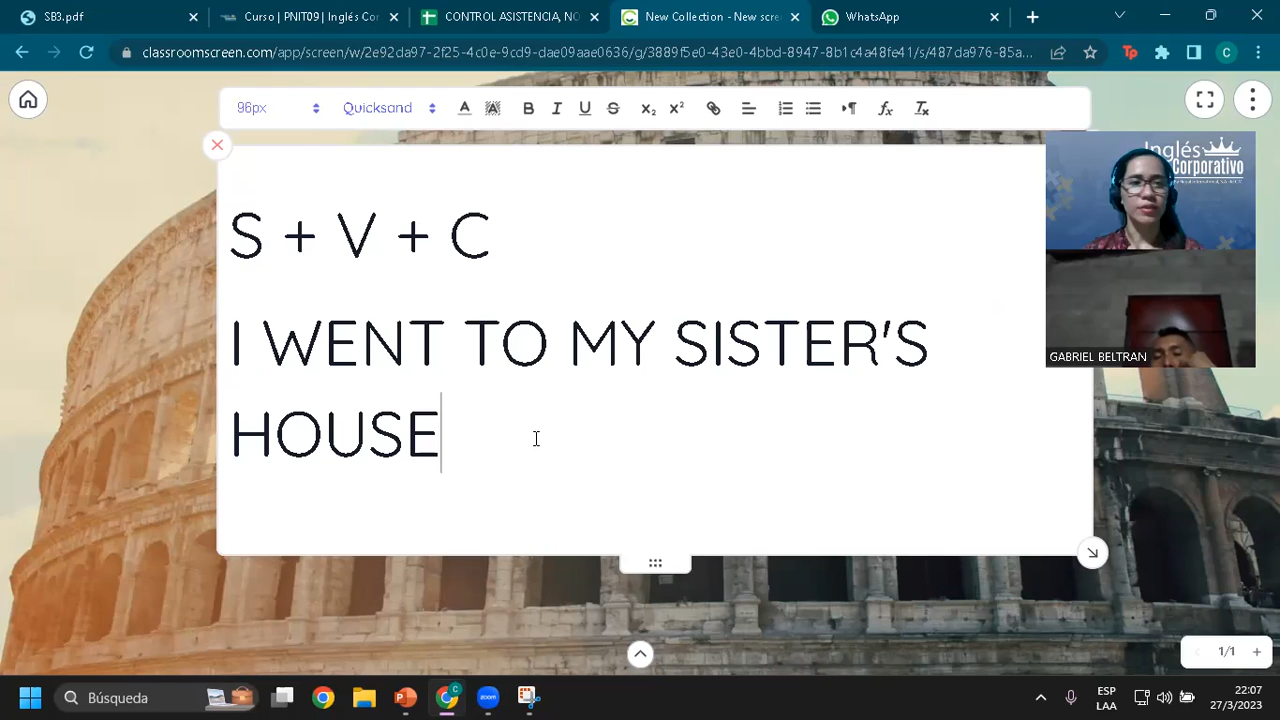 SB3.pdf
Curso | PNIT09 | Inglés Cor
CONTROL ASISTENCIA, NO
New Collection - New scre
WhatsApp
classroomscreen.com/app/screen/w/2e92da97-2f25-4c0e-9cd9-dae09aae0636/g/3889f5e0-43e0-4bbd-8947-8b1c4a48fe41/s/487da976-85a...
96px
Quicksand
S + V + C
I WENT TO MY SISTER'S
HOUSE
Inglés
Corporativo
GABRIEL BELTRAN
1/1
Búsqueda
ESP
LAA
22:07
27/3/2023